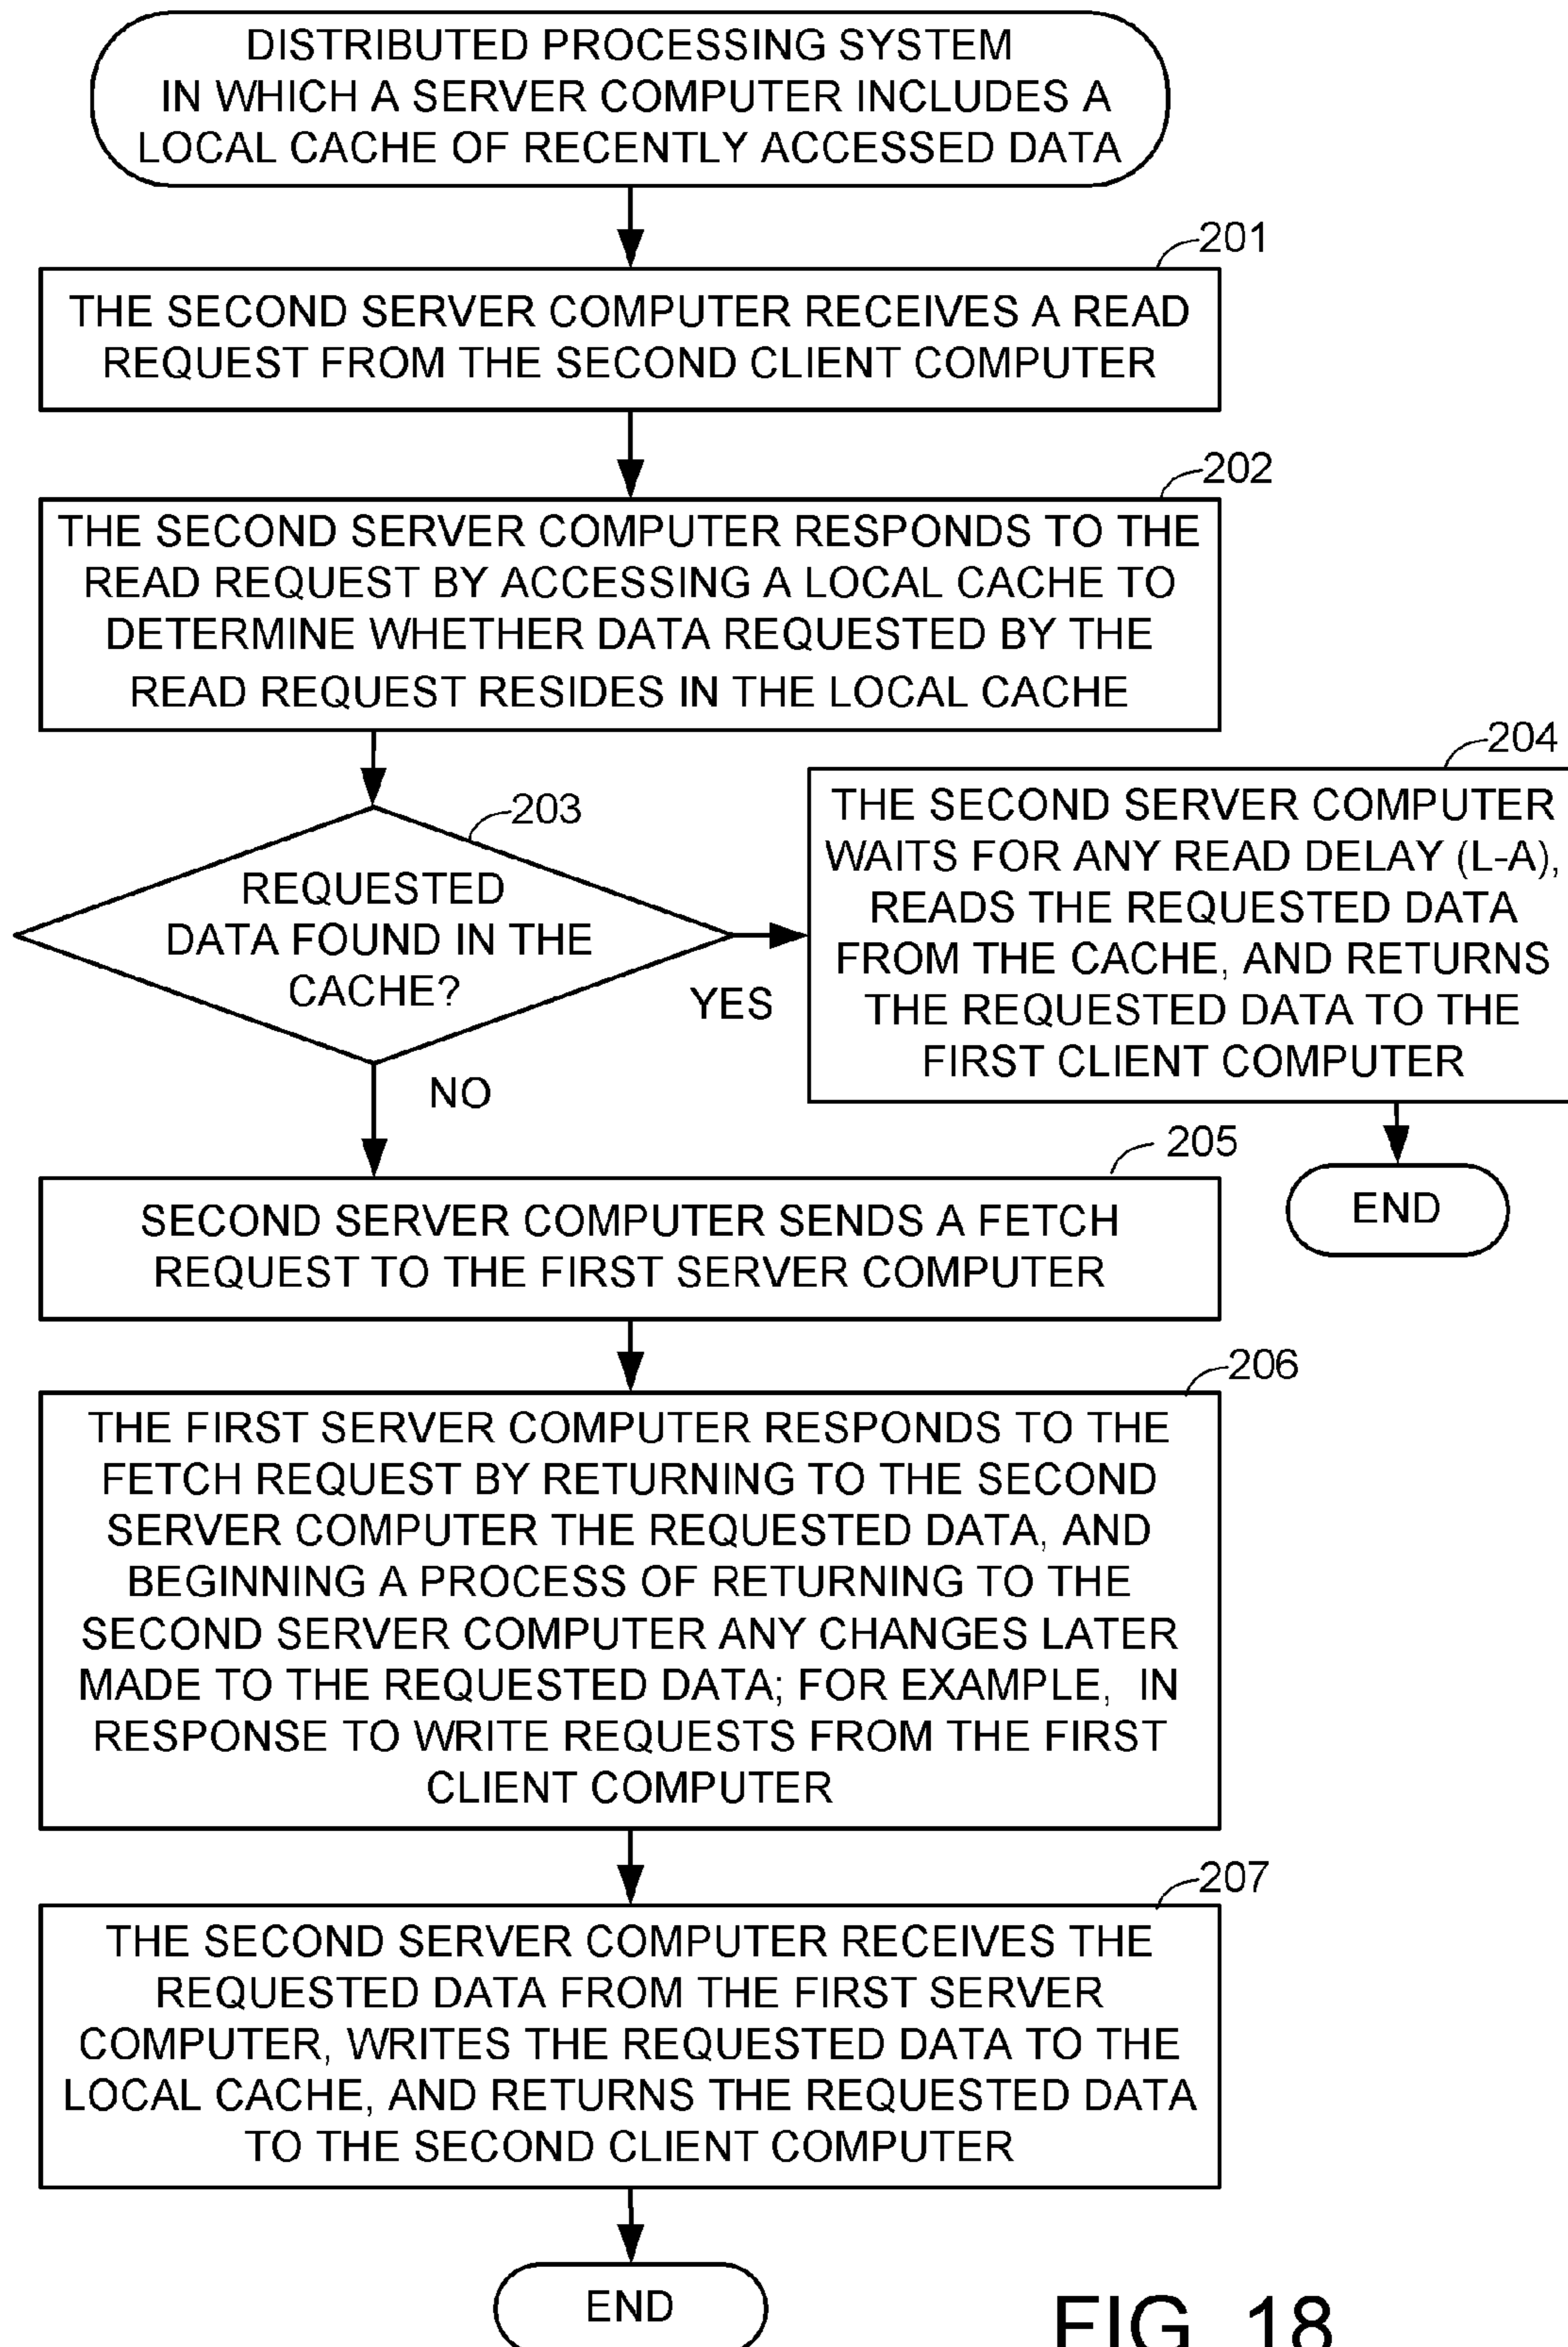 DISTRIBUTED PROCESSING SYSTEM
IN WHICH A SERVER COMPUTER INCLUDES A
LOCAL CACHE OF RECENTLY ACCESSED DATA
201
THE SECOND SERVER COMPUTER RECEIVES A READ
REQUEST FROM THE SECOND CLIENT COMPUTER
202
THE SECOND SERVER COMPUTER RESPONDS TO THE
READ REQUEST BY ACCESSING A LOCAL CACHE TO
DETERMINE WHETHER DATA REQUESTED BY THE
READ REQUEST RESIDES IN THE LOCAL CACHE
203
REQUESTED
DATA FOUND IN THE
CACHE?
YES
NO
204
THE SECOND SERVER COMPUTER
WAITS FOR ANY READ DELAY (L-A),
READS THE REQUESTED DATA
FROM THE CACHE, AND RETURNS
THE REQUESTED DATA TO THE
FIRST CLIENT COMPUTER
END
205
SECOND SERVER COMPUTER SENDS A FETCH
REQUEST TO THE FIRST SERVER COMPUTER
206
THE FIRST SERVER COMPUTER RESPONDS TO THE
FETCH REQUEST BY RETURNING TO THE SECOND
SERVER COMPUTER THE REQUESTED DATA, AND
BEGINNING A PROCESS OF RETURNING TO THE
SECOND SERVER COMPUTER ANY CHANGES LATER
MADE TO THE REQUESTED DATA; FOR EXAMPLE, IN
RESPONSE TO WRITE REQUESTS FROM THE FIRST
CLIENT COMPUTER
207
THE SECOND SERVER COMPUTER RECEIVES THE
REQUESTED DATA FROM THE FIRST SERVER
COMPUTER, WRITES THE REQUESTED DATA TO THE
LOCAL CACHE, AND RETURNS THE REQUESTED DATA
TO THE SECOND CLIENT COMPUTER
END
FIG. 18